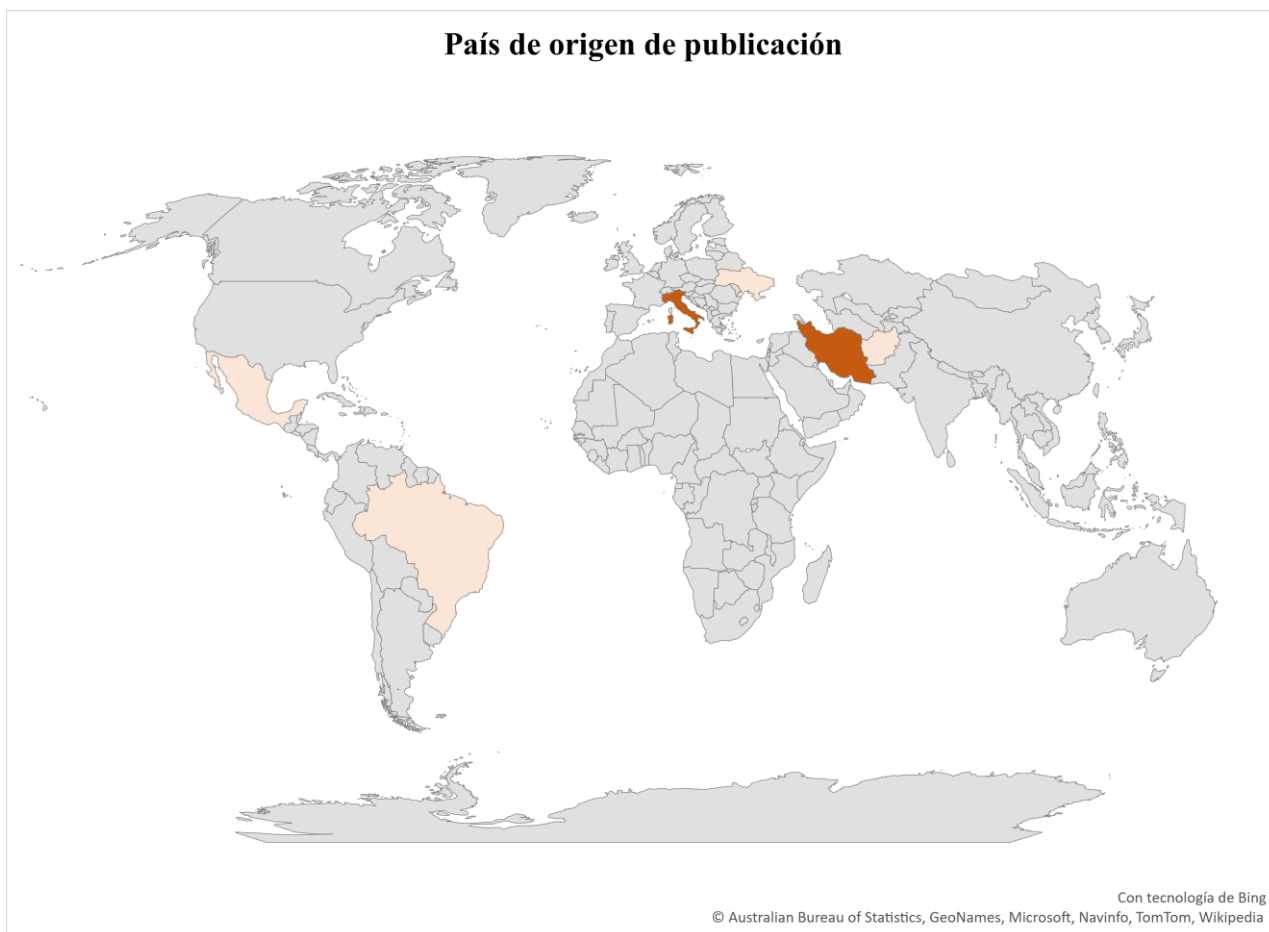 País de origen de publicación
Con tecnología de Bing
© Australian Bureau of Statistics, GeoNames, Microsoft, Navinfo, TomTom, Wikipedia